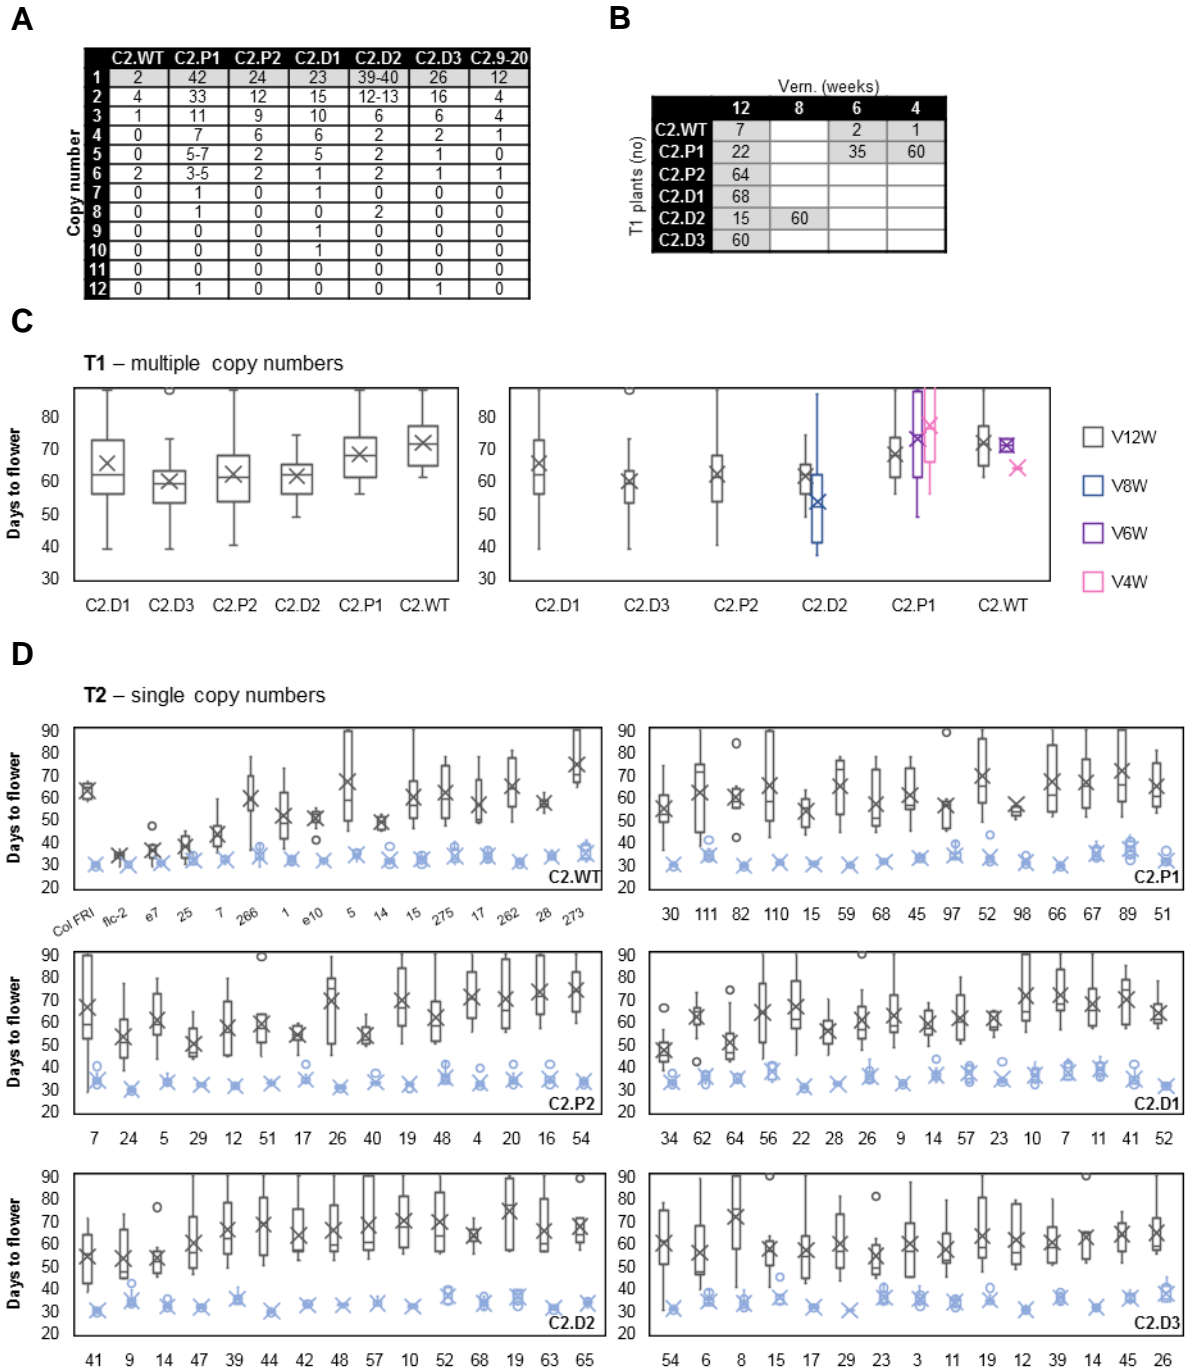 A
C2.WT C2.P1 C2.P2 C2.D1 C2.D2 C2.D3 C2.9-20
Copy number
1 2 42 24 23 39-40 26 12
2 4 33 12 15 12-13 16 4
3 1 11 9 10 6 6 4
4 0 7 6 6 2 2 1
5 0 5-7 2 5 2 1 0
6 2 3-5 2 1 2 1 1
7 0 1 0 1 0 0 0
8 0 1 0 0 2 0 0
9 0 0 0 1 0 0 0
10 0 0 0 1 0 0 0
11 0 0 0 0 0 0 0
12 0 1 0 0 0 1 0
B
Vern. (weeks)
12 8 6 4
T1 plants (no)
C2.WT 7 2 1
C2.P1 22 35 60
C2.P2 64
C2.D1 68
C2.D2 15 60
C2.D3 60
C
T1 – multiple copy numbers
Days to flower
80 70 60 50 40 30
C2.D1 C2.D3 C2.P2 C2.D2 C2.P1 C2.WT
80 70 60 50 40 30
C2.D1 C2.D3 C2.P2 C2.D2 C2.P1 C2.WT
V12W
V8W
V6W
V4W
D
T2 – single copy numbers
Days to flower
90 80 70 60 50 40 30 20
C2.WT
Col FRI flc-2 e7 25 7 266 1 e10 5 14 15 275 17 262 28 273
90 80 70 60 50 40 30 20
C2.P1
30 111 82 110 15 59 68 45 97 52 98 66 67 89 51
Days to flower
90 80 70 60 50 40 30 20
C2.P2
7 24 5 29 12 51 17 26 40 19 48 4 20 16 54
90 80 70 60 50 40 30 20
C2.D1
34 62 64 56 22 28 26 9 14 57 23 10 7 11 41 52
Days to flower
90 80 70 60 50 40 30 20
C2.D2
41 9 14 47 39 44 42 48 57 10 52 68 19 63 65
90 80 70 60 50 40 30 20
C2.D3
54 6 8 15 17 29 23 3 11 19 12 39 14 45 26